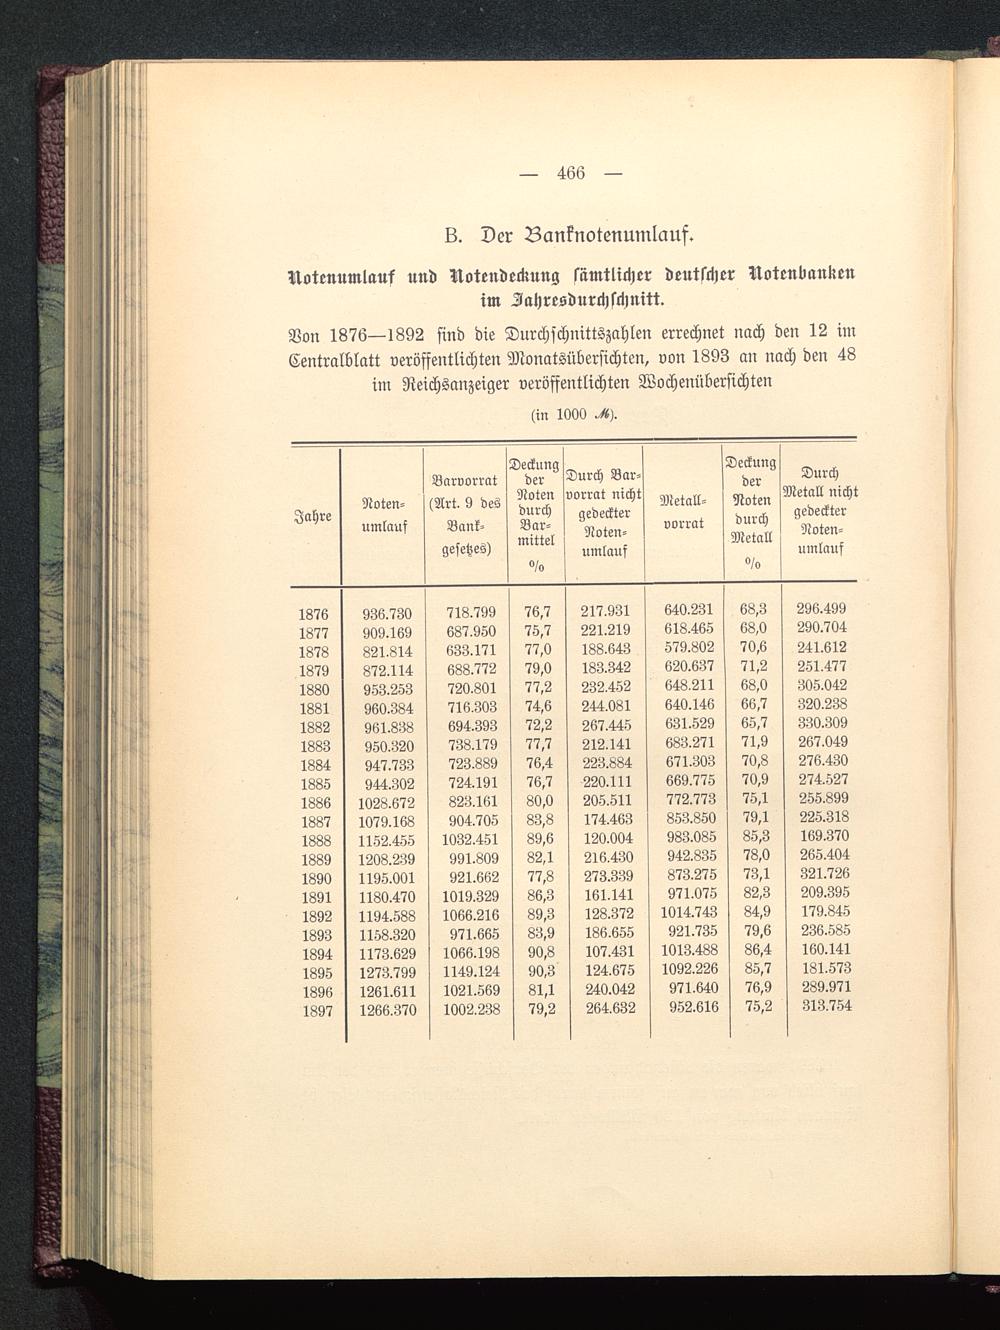 — 466 —
B. Der Banknotenumlauf.
Notenumlauf und Notendeckung sämtlicher deutscher Notenbanken
im Jahresdurchschnitt.
Von 1876—1892 sind die Durchschnittszahlen errechnet nach den 12 im
Centralblatt veröffentlichten Monatsübersichten, von 1893 an nach den 48
im Reichsanzeiger veröffentlichten Wochenübersichten
(in 1000 ℳ).
Jahre | Noten-umlauf | Barvorrat (Art. 9 des Bank-gesetzes) | Deckung der Noten durch Bar-mittel % | Durch Bar-vorrat nicht gedeckter Noten-umlauf | Metall-vorrat | Deckung der Noten durch Metall % | Durch Metall nicht gedeckter Noten-umlauf
1876 936.730 718.799 76,7 217.931 640.231 68,3 296.499
1877 909.169 687.950 75,7 221.219 618.465 68,0 290.704
1878 821.814 633.171 77,0 188.643 579.802 70,6 241.612
1879 872.114 688.772 79,0 183.342 620.637 71,2 251.477
1880 953.253 720.801 77,2 232.452 648.211 68,0 305.042
1881 960.384 716.303 74,6 244.081 640.146 66,7 320.238
1882 961.838 694.393 72,2 267.445 631.529 65,7 330.309
1883 950.320 738.179 77,7 212.141 683.271 71,9 267.049
1884 947.733 723.889 76,4 223.884 671.303 70,8 276.430
1885 944.302 724.191 76,7 220.111 669.775 70,9 274.527
1886 1028.672 823.161 80,0 205.511 772.773 75,1 255.899
1887 1079.168 904.705 83,8 174.463 853.850 79,1 225.318
1888 1152.455 1032.451 89,6 120.004 983.085 85,3 169.370
1889 1208.239 991.809 82,1 216.430 942.835 78,0 265.404
1890 1195.001 921.662 77,8 273.339 873.275 73,1 321.726
1891 1180.470 1019.329 86,3 161.141 971.075 82,3 209.395
1892 1194.588 1066.216 89,3 128.372 1014.743 84,9 179.845
1893 1158.320 971.665 83,9 186.655 921.735 79,6 236.585
1894 1173.629 1066.198 90,8 107.431 1013.488 86,4 160.141
1895 1273.799 1149.124 90,3 124.675 1092.226 85,7 181.573
1896 1261.611 1021.569 81,1 240.042 971.640 76,9 289.971
1897 1266.370 1002.238 79,2 264.632 952.616 75,2 313.754